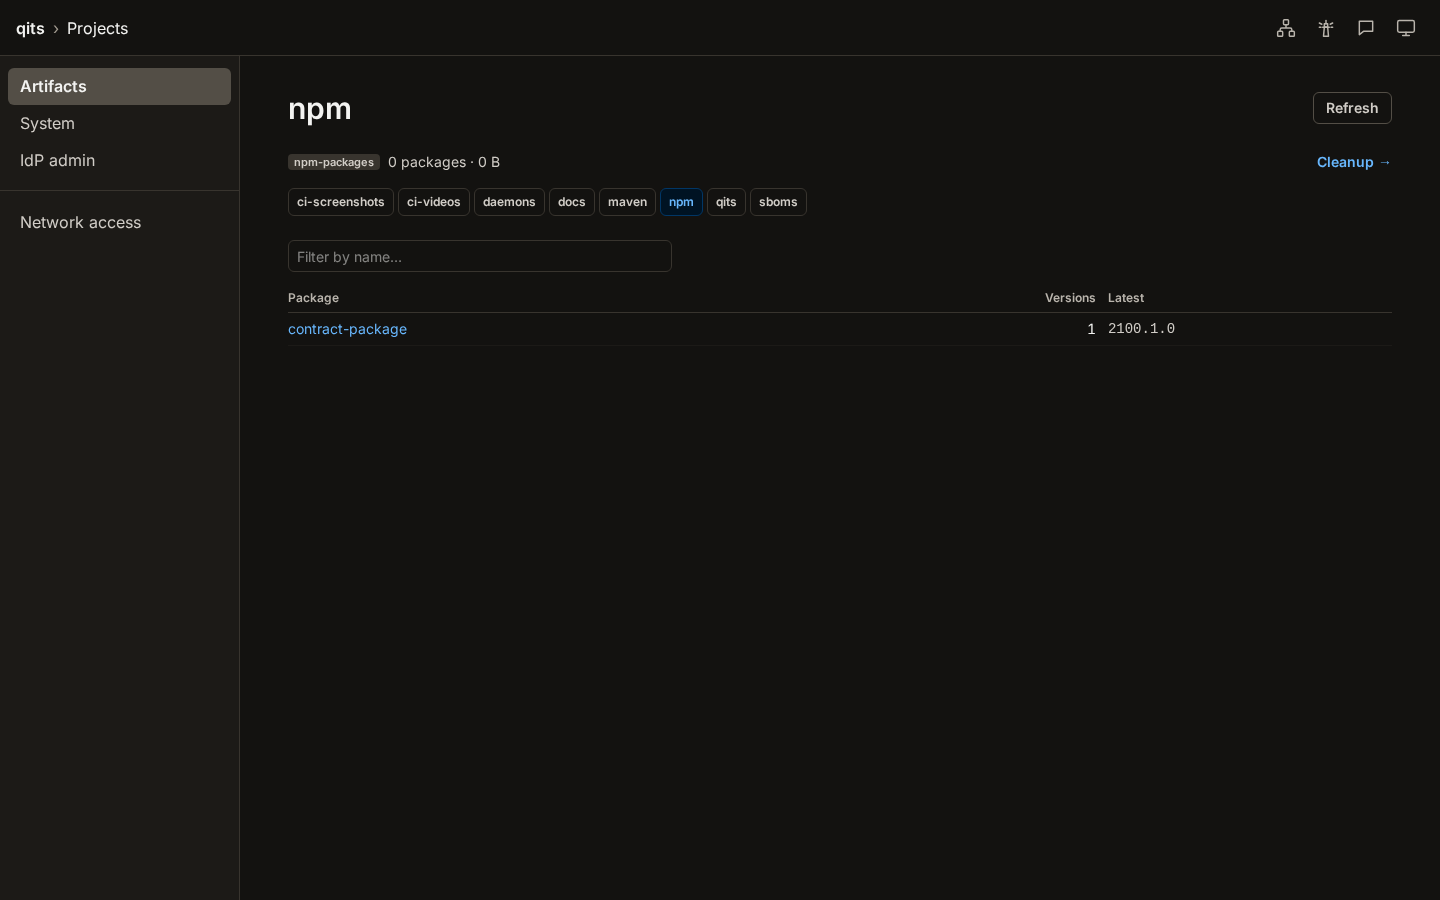 qits › Projects
Artifacts
System
IdP admin
Network access
npm
Refresh
npm-packages 0 packages · 0 B
Cleanup →
ci-screenshots ci-videos daemons docs maven npm qits sboms
Filter by name...
Package Versions Latest
contract-package 1 2100.1.0